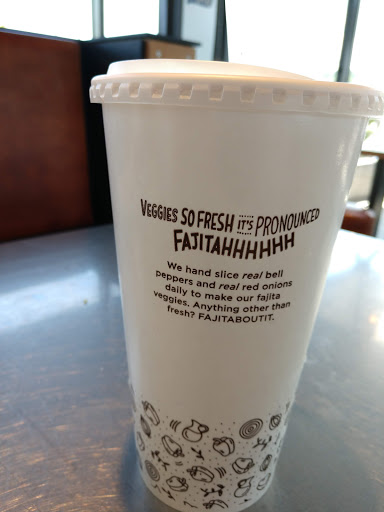 VEGGIES SO FRESH IT'S PRONOUNCED
FAJITAHHHHHH
We hand slice real bell
peppers and real red onions
daily to make our fajita
veggies. Anything other than
fresh? FAJITABOUTIT.